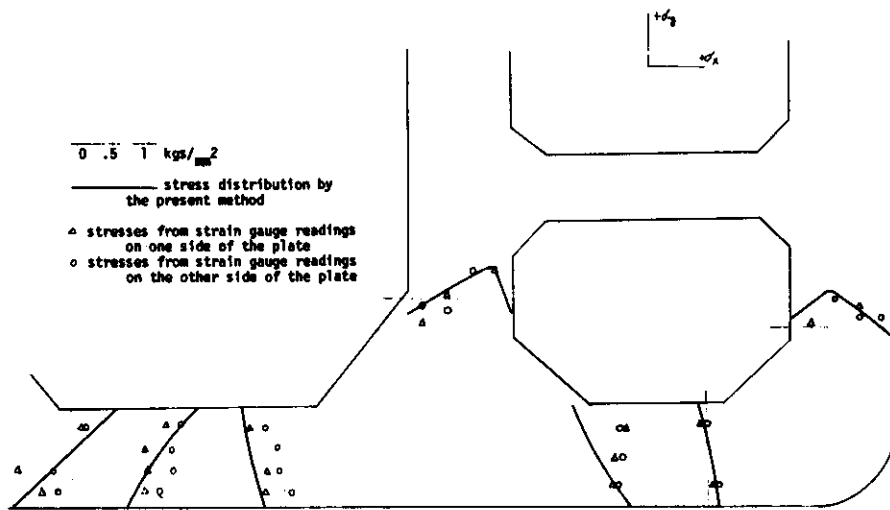 +σz
+σx
0 .5 1 kgs/mm2
stress distribution by
the present method
△ stresses from strain gauge readings
on one side of the plate
○ stresses from strain gauge readings
on the other side of the plate